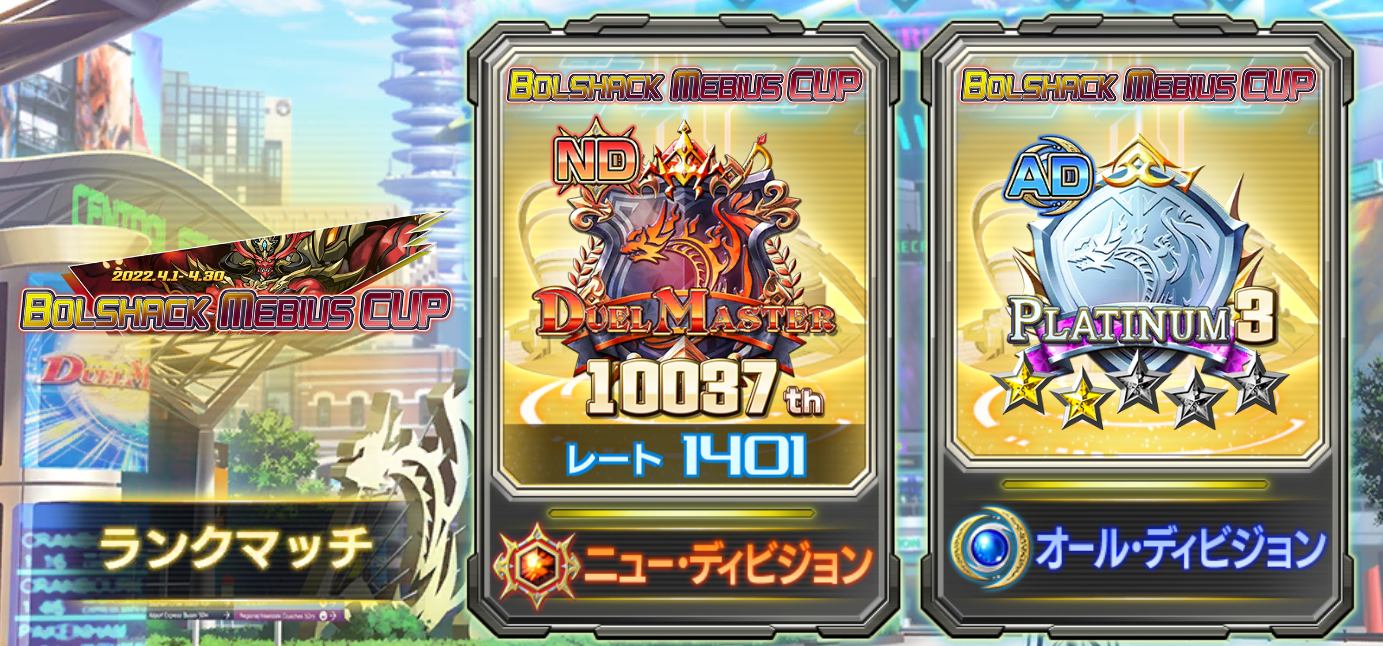 2022.4.1-4.30
BOLSHACK MEBIUS CUP
ランクマッチ
BOLSHACK MEBIUS CUP
ND
DUEL MASTER
10037th
レート 1401
ニュー・ディビジョン
BOLSHACK MEBIUS CUP
AD
PLATINUM 3
オール・ディビジョン